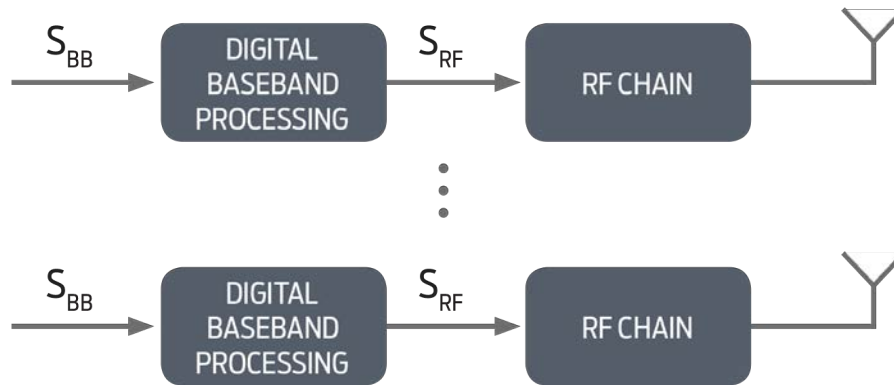 S_BB
DIGITAL
BASEBAND
PROCESSING
S_RF
RF CHAIN
S_BB
DIGITAL
BASEBAND
PROCESSING
S_RF
RF CHAIN